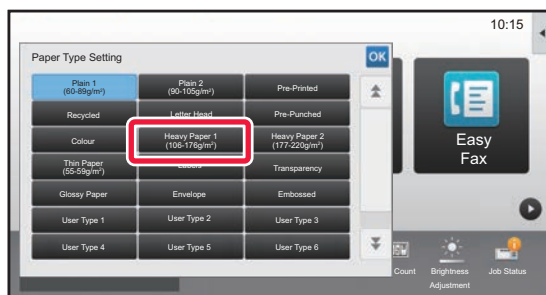 10:15
Paper Type Setting
OK
Plain 1
(60-89g/m²)
Plain 2
(90-105g/m²)
Pre-Printed
Recycled
Letter Head
Pre-Punched
Colour
Heavy Paper 1
(106-176g/m²)
Heavy Paper 2
(177-220g/m²)
Thin Paper
(55-59g/m²)
Labels
Transparency
Glossy Paper
Envelope
Embossed
User Type 1
User Type 2
User Type 3
User Type 4
User Type 5
User Type 6
Easy
Fax
Count
Brightness
Adjustment
Job Status